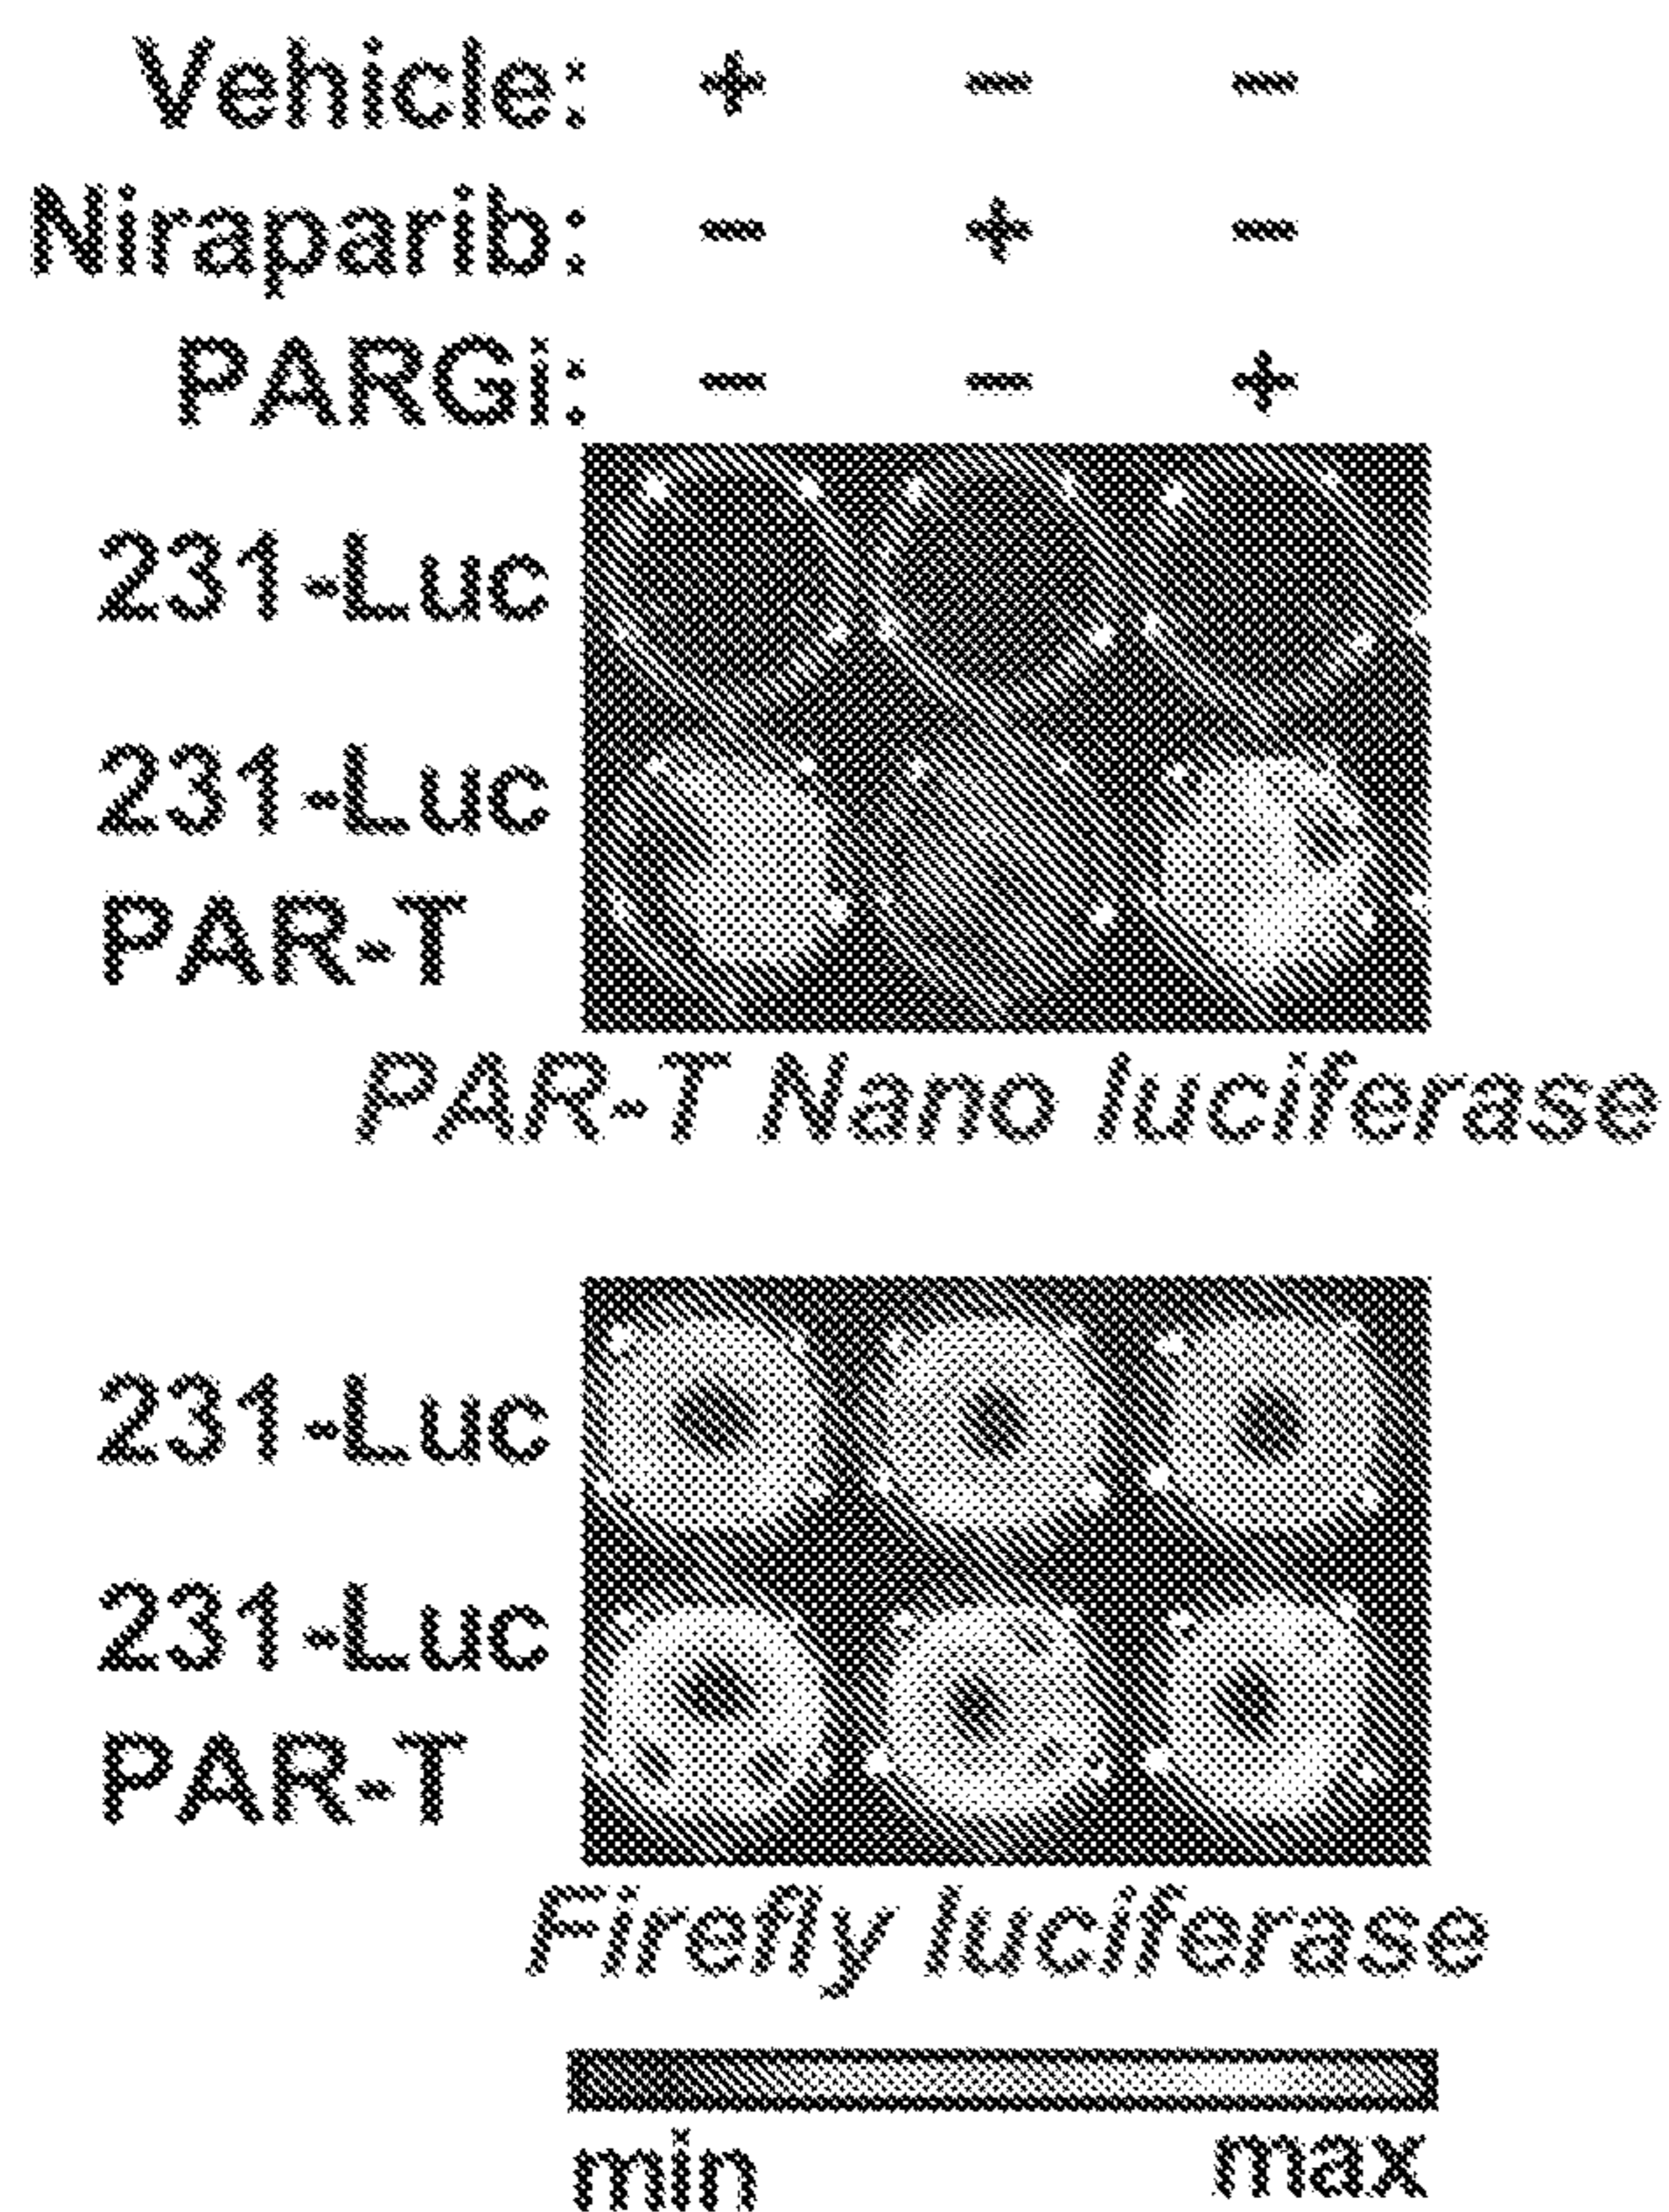 Vehicle: + – –
Niraparib: – + –
PARGi: – – +
231-Luc
231-Luc
PAR-T
PAR-T Nano luciferase
231-Luc
231-Luc
PAR-T
Firefly luciferase
min max